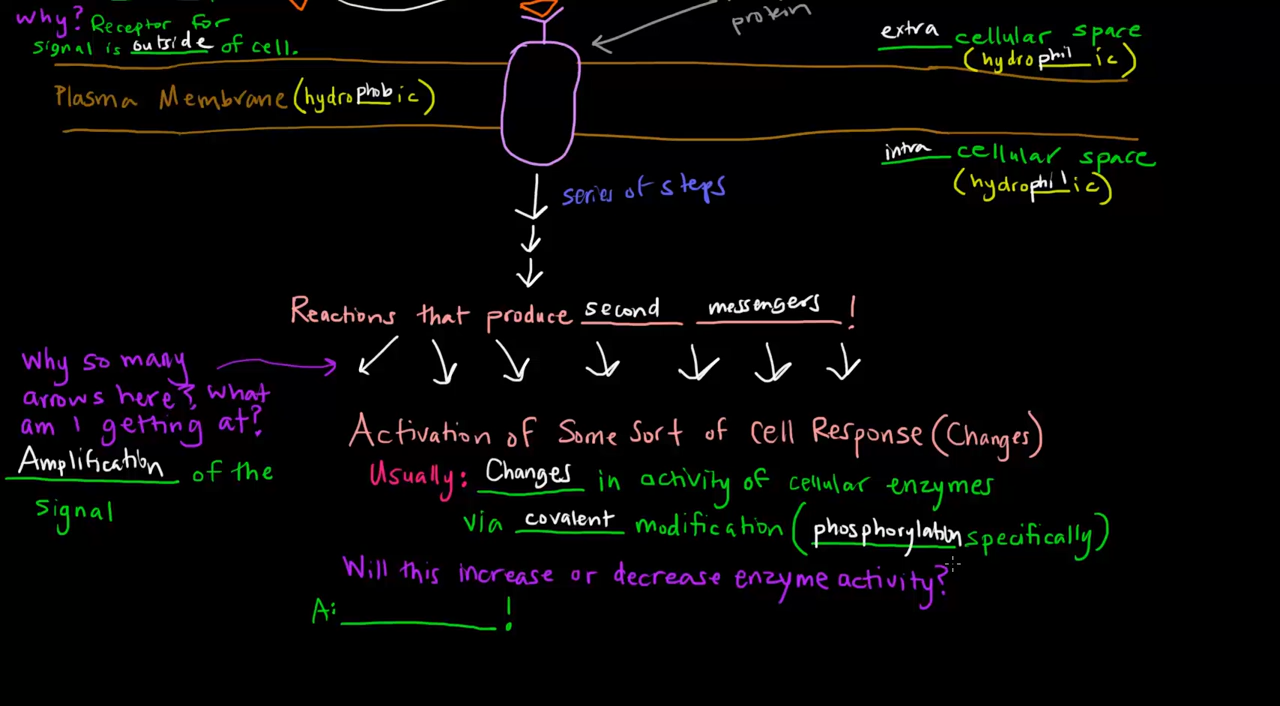 Why? Receptor for
signal is outside of cell.
protein
extra cellular space
(hydrophilic)
Plasma Membrane (hydrophobic)
intra cellular space
(hydrophilic)
series of steps
Reactions that produce second messengers!
Why so many
arrows here? What
am I getting at?
Amplification of the
signal
Activation of Some Sort of Cell Response (Changes)
Usually: Changes in activity of cellular enzymes
via covalent modification (phosphorylation specifically)
Will this increase or decrease enzyme activity?
A: __________!